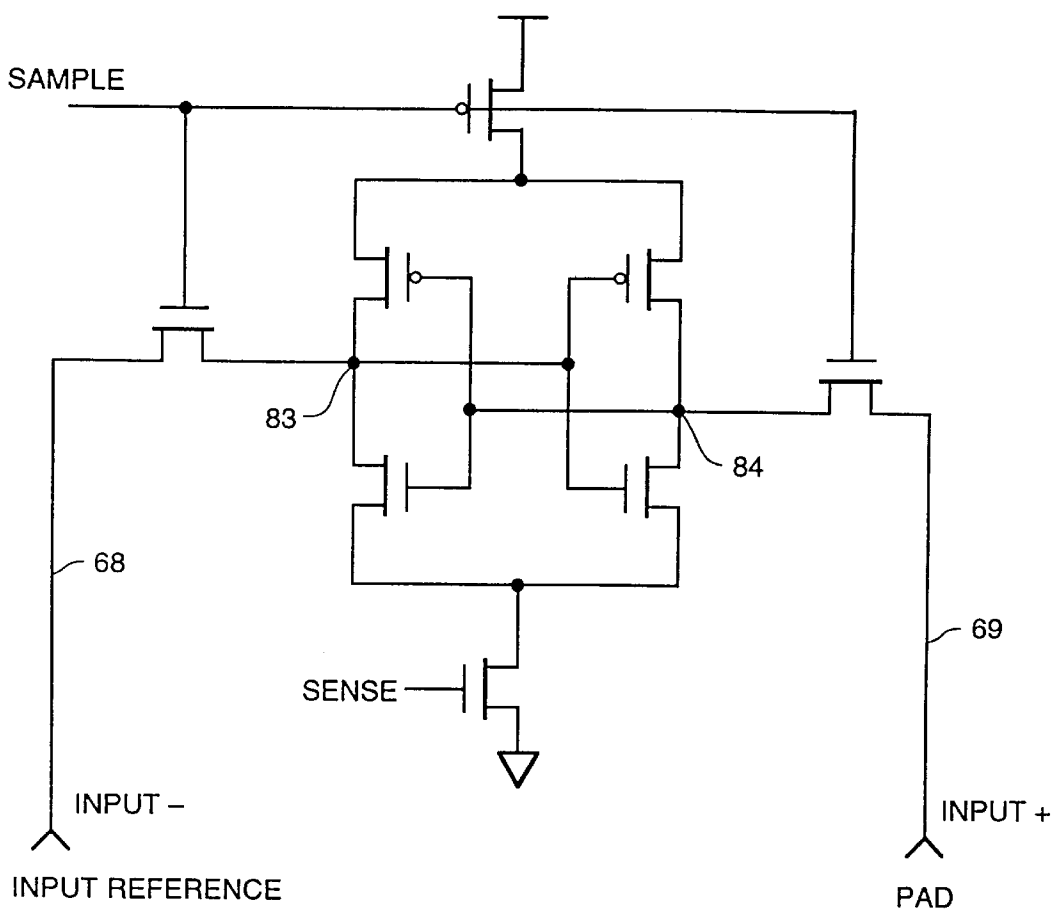 SAMPLE
83
84
68
69
SENSE
INPUT –
INPUT +
INPUT REFERENCE
PAD